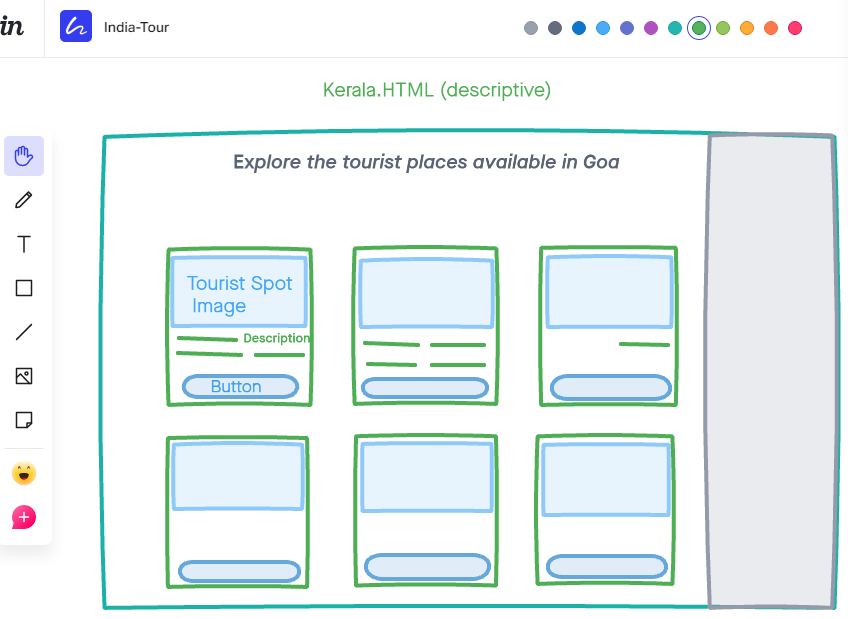 in
India-Tour
Kerala.HTML (descriptive)
Explore the tourist places available in Goa
Tourist Spot
Image
Description
Button
T